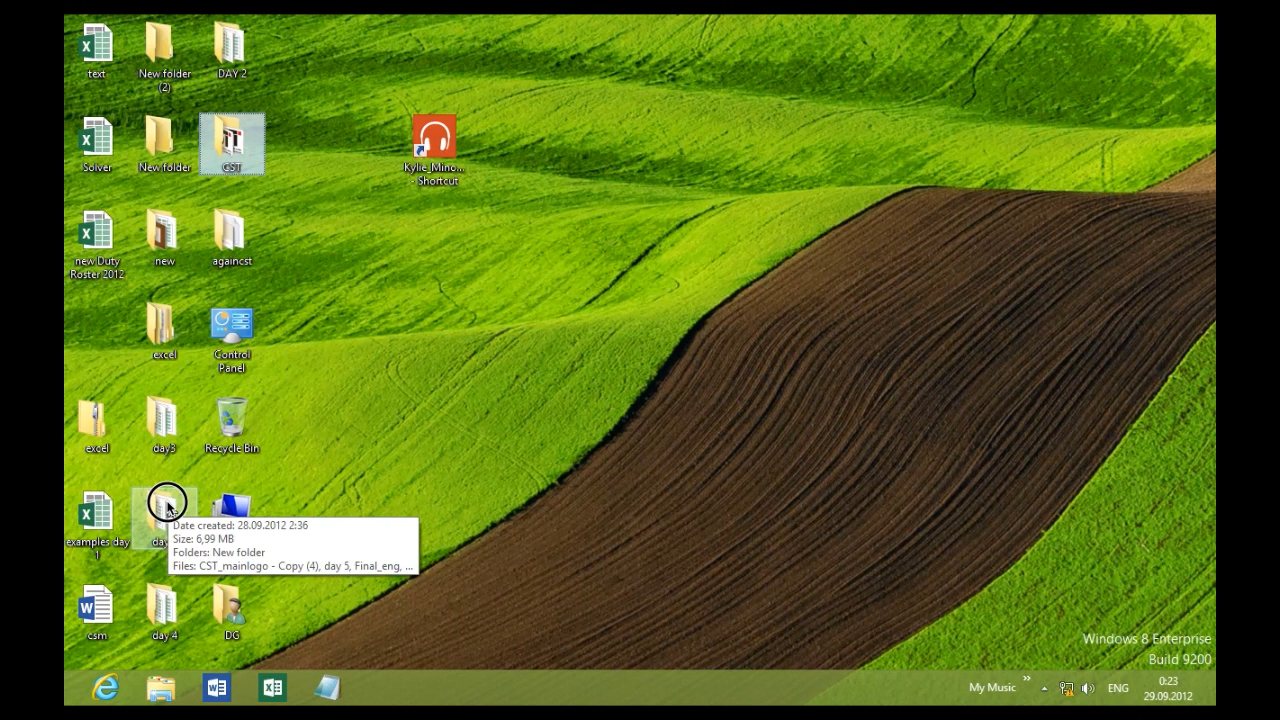 text
New folder
(2)
DAY 2
Solver
New folder
CST
Kylie_Mino...
- Shortcut
new Duty
Roster 2012
new
againcst
excel
Control
Panel
excel
day3
Recycle Bin
examples day
1
day
Date created: 28.09.2012 2:36
Size: 6,99 MB
Folders: New folder
Files: CST_mainlogo - Copy (4), day 5, Final_eng, ...
csm
day 4
DG
Windows 8 Enterprise
Build 9200
My Music
ENG
0:23
29.09.2012